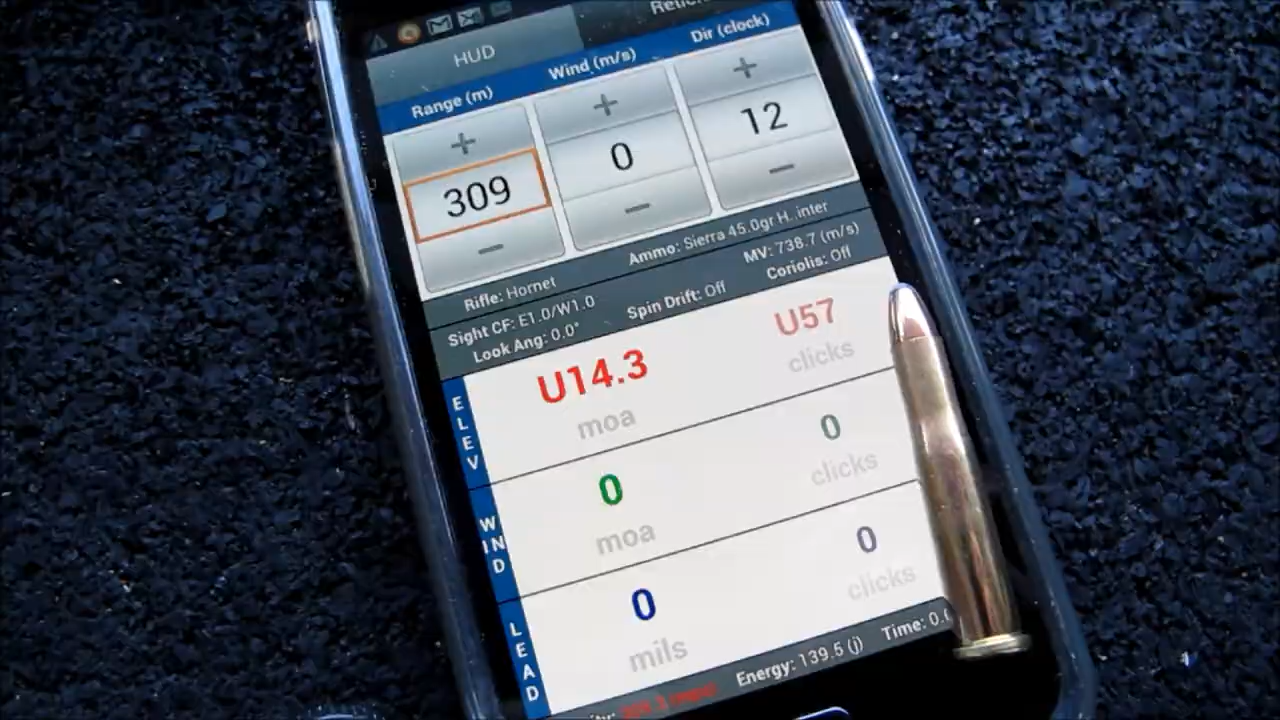 HUD
Range (m) Wind (m/s) Dir (clock)
+ + +
309 0 12
− − −
Rifle: Hornet Ammo: Sierra 45.0gr H..inter
Sight CF: E1.0/W1.0 MV: 738.7 (m/s)
Look Ang: 0.0° Spin Drift: Off Coriolis: Off
ELEV
U14.3 U57
moa clicks
WIND
0 0
moa clicks
LEAD
0 0
mils clicks
Energy: 139.5 (j) Time: 0.